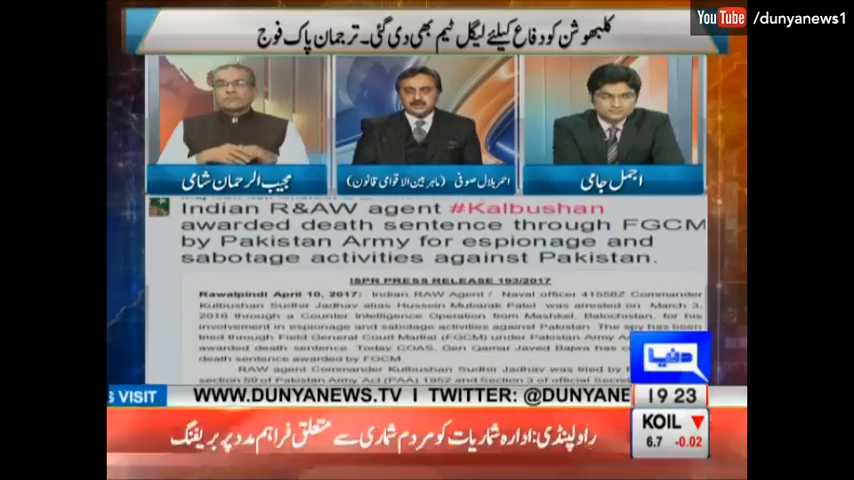 You Tube /dunyanews1
کلبھوشن کو دفاع کیلئے لیگل ٹیم بھی دی گئی۔ ترجمان پاک فوج
مجیب الرحمان شامی
احمر بلال صوفی (ماہر بین الاقوامی قانون)
اجمل جامی
Indian R&AW agent #Kalbushan
awarded death sentence through FGCM
by Pakistan Army for espionage and
sabotage activities against Pakistan.
ISPR PRESS RELEASE 193/2017
Rawalpindi April 10, 2017: Indian RAW Agent / Naval officer 41558Z Commander
Kulbushan Sudhir Jadhav alias Hussein Mubarak Patel was arrested on March 3,
2016 through a Counter Intelligence Operation from Mashkel, Balochistan, for his
involvement in espionage and sabotage activities against Pakistan. The spy has been
tried through Field General Court Martial (FGCM) under Pakistan Army
awarded death sentence. Today COAS, Gen Qamar Javed Bajwa has
death sentence awarded by FGCM.
RAW agent Commander Kulbushan Sudhir Jadhav was tried by
section 59 of Pakistan Army Act (PAA) 1952 and Section 3 of official
دنیا
S VISIT
WWW.DUNYANEWS.TV I TWITTER: @DUNYANE
19 23
KOIL
6.7 -0.02
راولپنڈی: ادارہ شماریات کو مردم شماری سے متعلق فراہم مدد پر بریفنگ